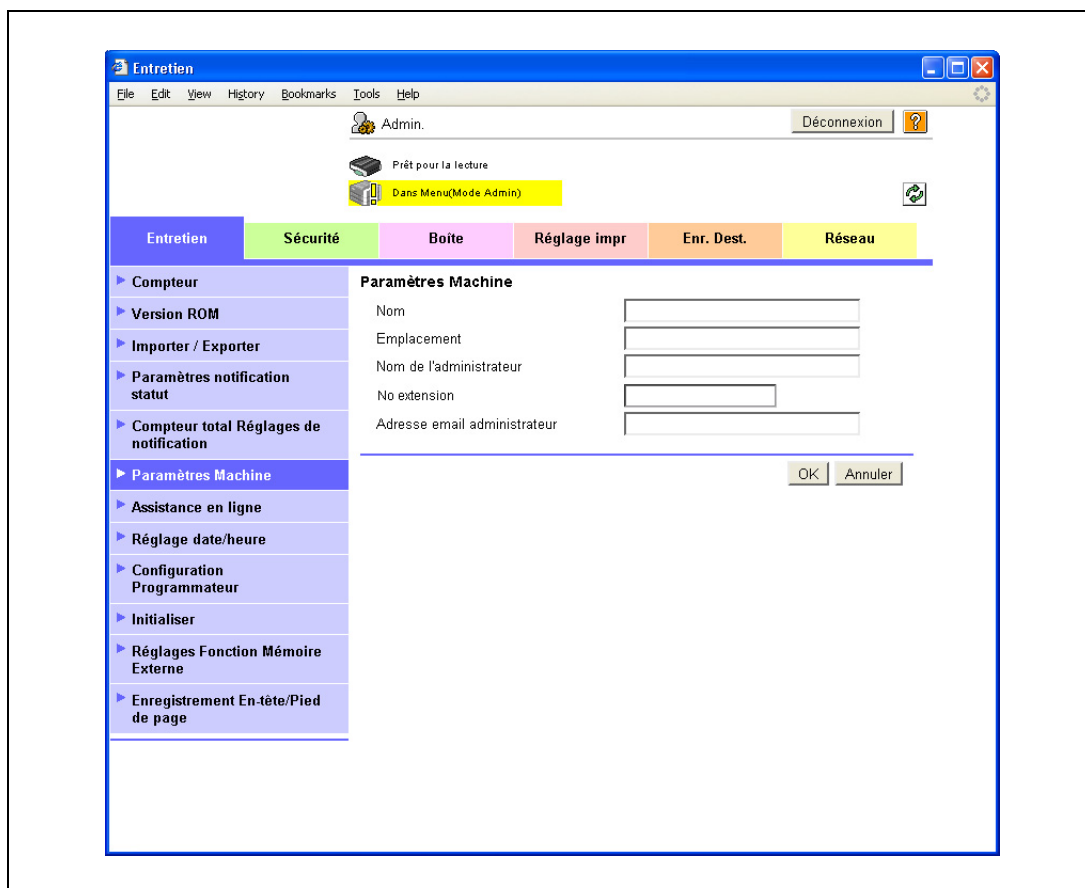 Entretien
File Edit View History Bookmarks Tools Help
Admin.
Déconnexion
?
Prêt pour la lecture
Dans Menu(Mode Admin)
Entretien
Sécurité
Boîte
Réglage impr
Enr. Dest.
Réseau
Compteur
Version ROM
Importer / Exporter
Paramètres notification
statut
Compteur total Réglages de
notification
Paramètres Machine
Assistance en ligne
Réglage date/heure
Configuration
Programmateur
Initialiser
Réglages Fonction Mémoire
Externe
Enregistrement En-tête/Pied
de page
Paramètres Machine
Nom
Emplacement
Nom de l'administrateur
No extension
Adresse email administrateur
OK
Annuler